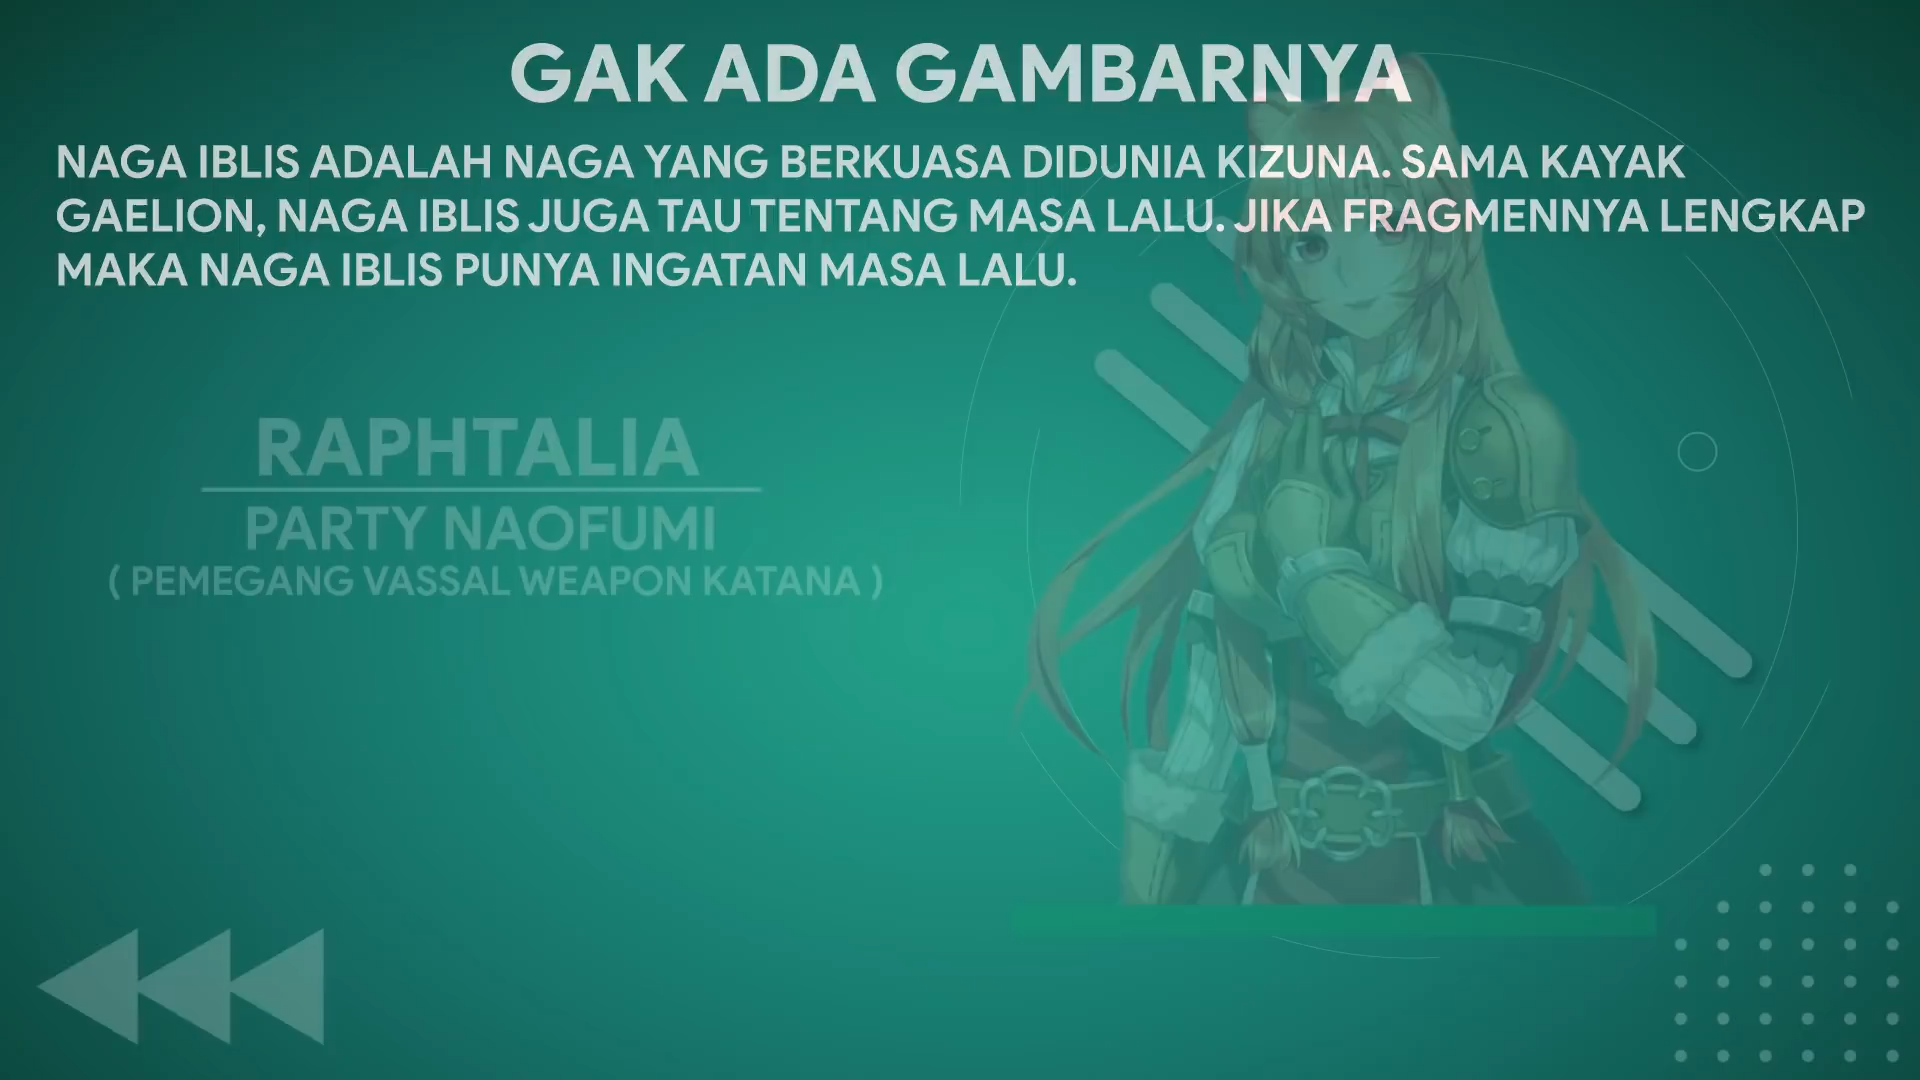 GAK ADA GAMBARNYA
NAGA IBLIS ADALAH NAGA YANG BERKUASA DIDUNIA KIZUNA. SAMA KAYAK
GAELION, NAGA IBLIS JUGA TAU TENTANG MASA LALU. JIKA FRAGMENNYA LENGKAP
MAKA NAGA IBLIS PUNYA INGATAN MASA LALU.
RAPHTALIA
PARTY NAOFUMI
( PEMEGANG VASSAL WEAPON KATANA )